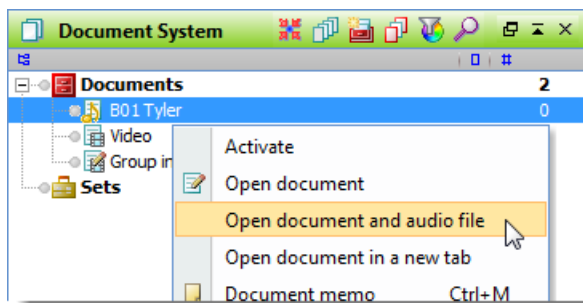 Document System
#
Documents 2
B01 Tyler 0
Video
Group in
Sets
Activate
Open document
Open document and audio file
Open document in a new tab
Document memo Ctrl+M